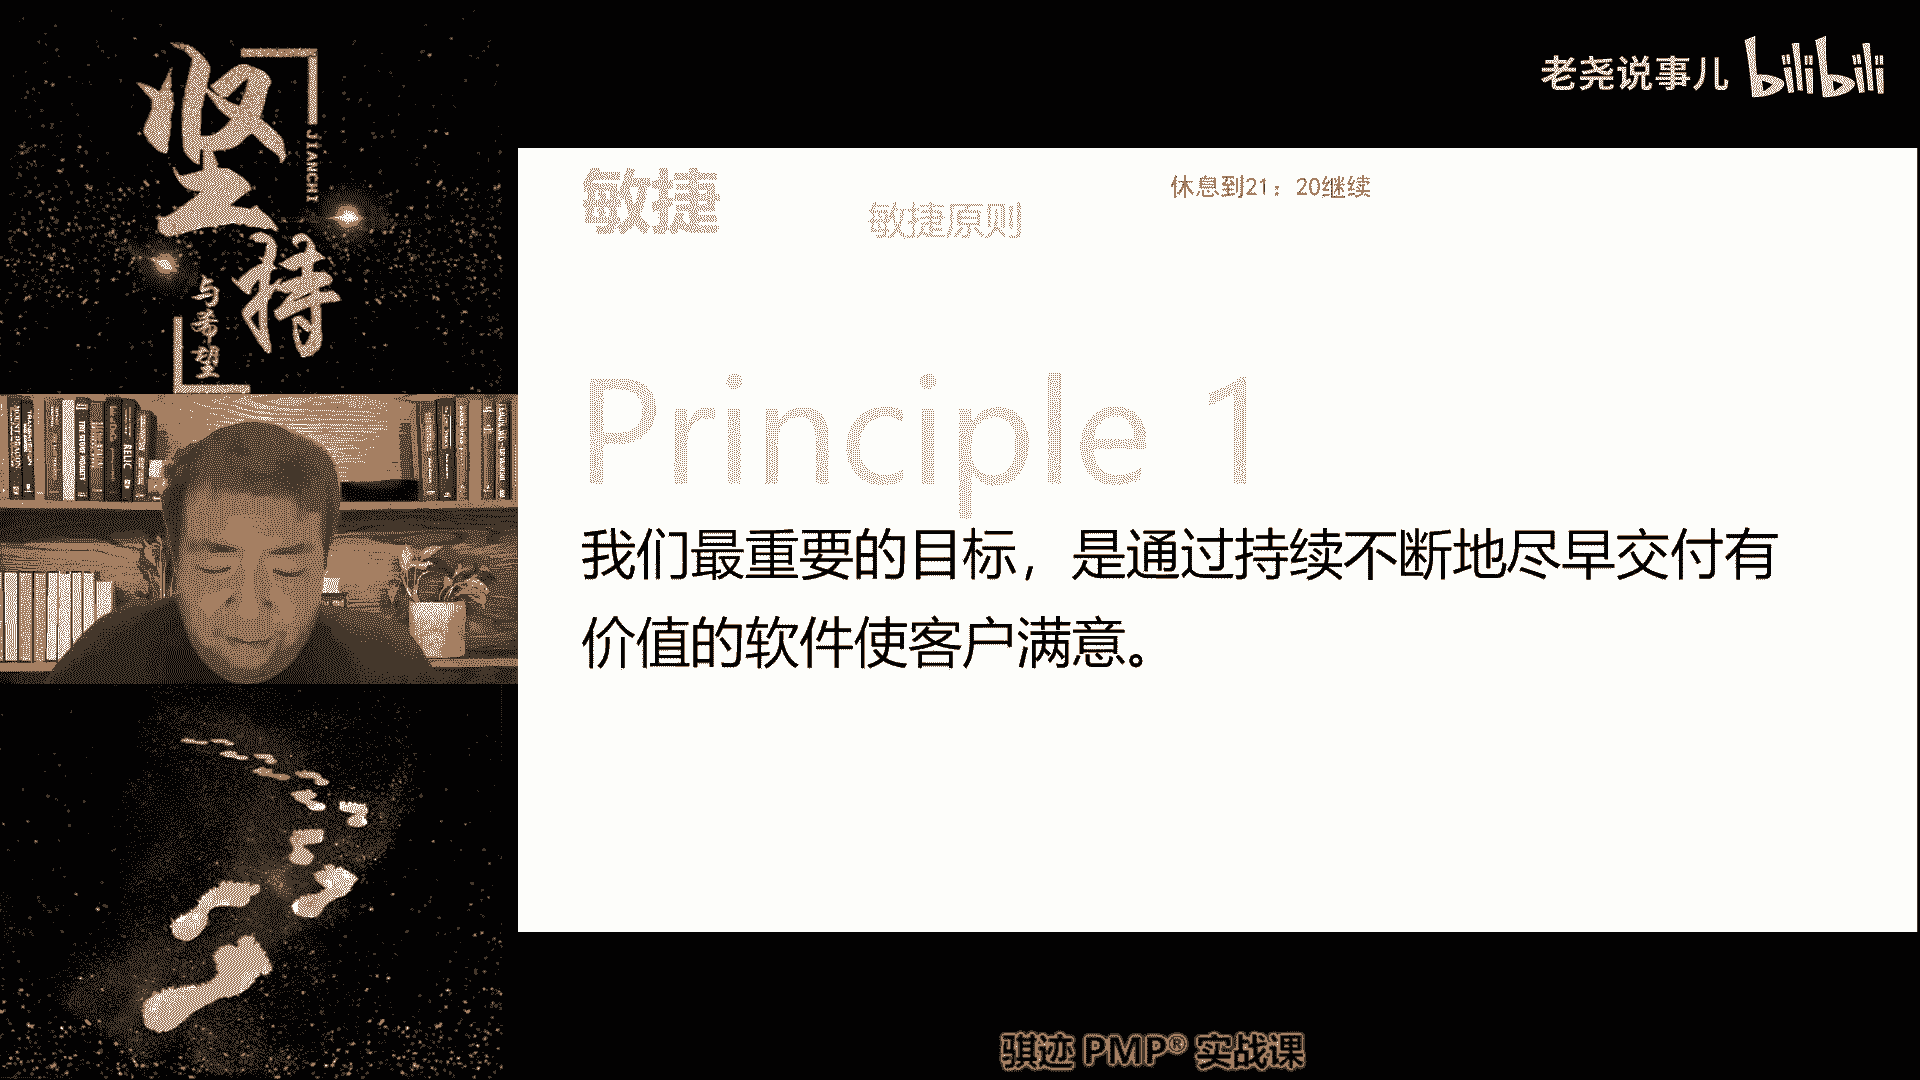 坚持
JIANCHI
与希望
老尧说事儿 bilibili
敏捷
敏捷原则
休息到21：20继续
Principle 1
我们最重要的目标，是通过持续不断地尽早交付有
价值的软件使客户满意。
骐迹 PMP® 实战课